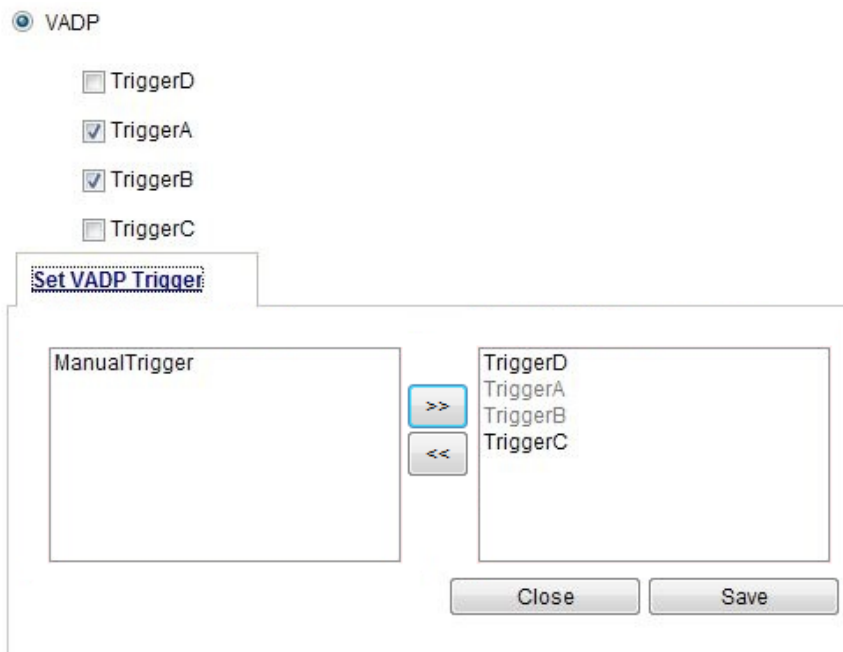 VADP
TriggerD
TriggerA
TriggerB
TriggerC
Set VADP Trigger
ManualTrigger
>>
<<
TriggerD
TriggerA
TriggerB
TriggerC
Close
Save